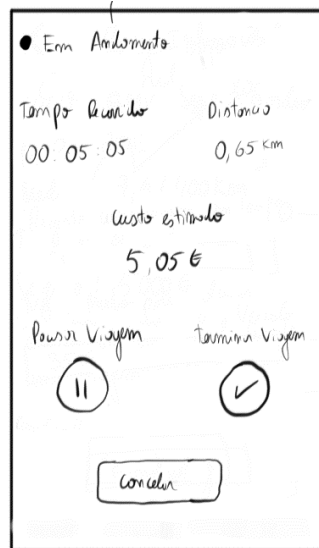 Em Andamento
Tempo Decorrido Distancia
00:05:05 0,65 km
Custo estimado
5,05 €
Pausar Viagem Terminar Viagem
Cancelar